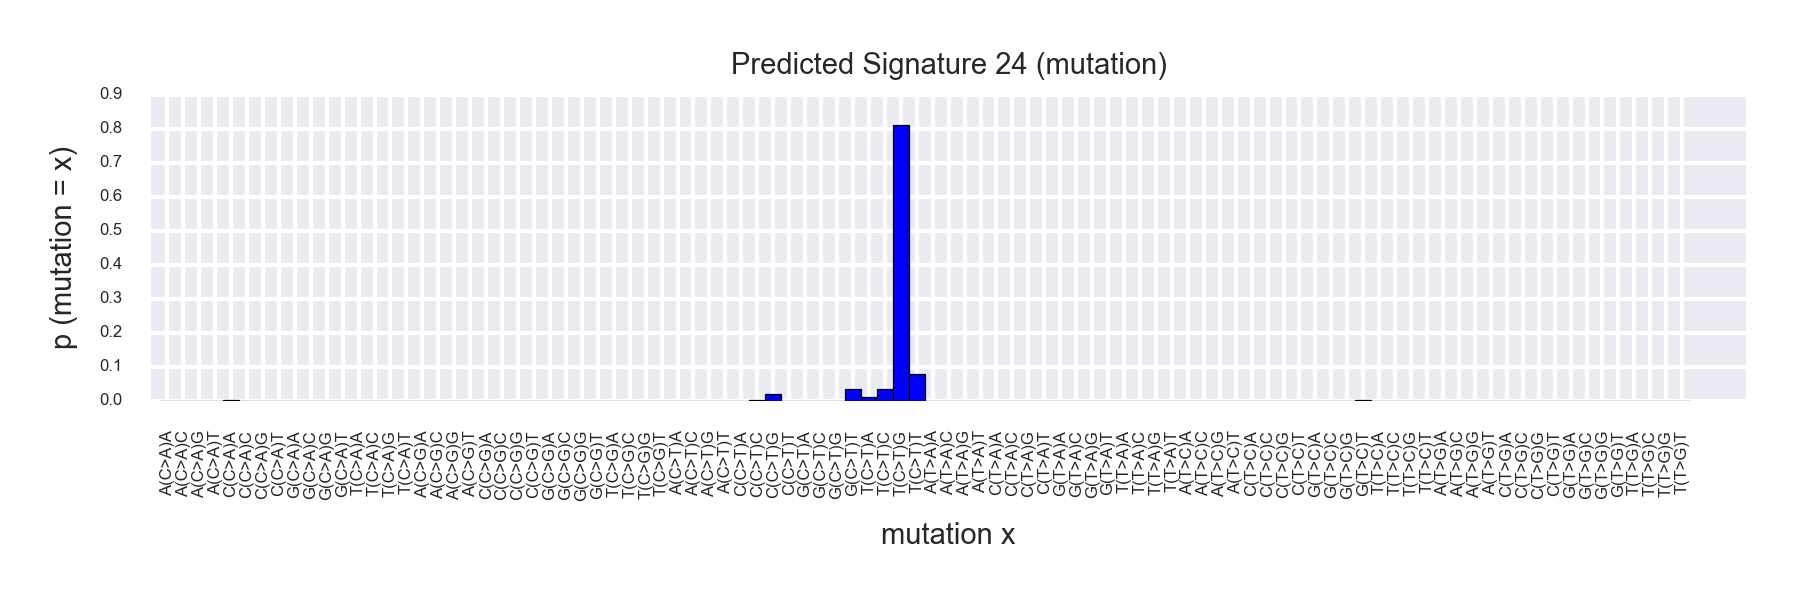 Predicted Signature 24 (mutation)
0.9
0.8
0.7
0.6
0.5
0.4
0.3
0.2
0.1
0.0
p (mutation = x)
A(C>A)A
A(C>A)C
A(C>A)G
A(C>A)T
C(C>A)A
C(C>A)C
C(C>A)G
C(C>A)T
G(C>A)A
G(C>A)C
G(C>A)G
G(C>A)T
T(C>A)A
T(C>A)C
T(C>A)G
T(C>A)T
A(C>G)A
A(C>G)C
A(C>G)G
A(C>G)T
C(C>G)A
C(C>G)C
C(C>G)G
C(C>G)T
G(C>G)A
G(C>G)C
G(C>G)G
G(C>G)T
T(C>G)A
T(C>G)C
T(C>G)G
T(C>G)T
A(C>T)A
A(C>T)C
A(C>T)G
A(C>T)T
C(C>T)A
C(C>T)C
C(C>T)G
C(C>T)T
G(C>T)A
G(C>T)C
G(C>T)G
G(C>T)T
T(C>T)A
T(C>T)C
T(C>T)G
T(C>T)T
A(T>A)A
A(T>A)C
A(T>A)G
A(T>A)T
C(T>A)A
C(T>A)C
C(T>A)G
C(T>A)T
G(T>A)A
G(T>A)C
G(T>A)G
G(T>A)T
T(T>A)A
T(T>A)C
T(T>A)G
T(T>A)T
A(T>C)A
A(T>C)C
A(T>C)G
A(T>C)T
C(T>C)A
C(T>C)C
C(T>C)G
C(T>C)T
G(T>C)A
G(T>C)C
G(T>C)G
G(T>C)T
T(T>C)A
T(T>C)C
T(T>C)G
T(T>C)T
A(T>G)A
A(T>G)C
A(T>G)G
A(T>G)T
C(T>G)A
C(T>G)C
C(T>G)G
C(T>G)T
G(T>G)A
G(T>G)C
G(T>G)G
G(T>G)T
T(T>G)A
T(T>G)C
T(T>G)G
T(T>G)T
mutation x